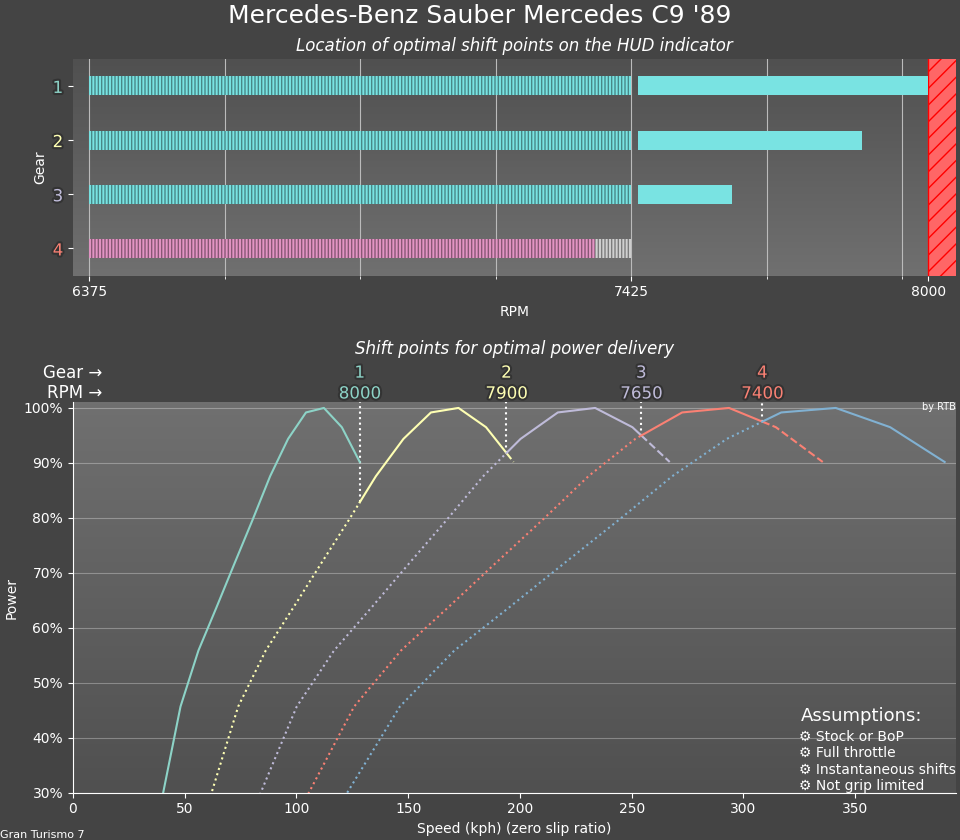 Mercedes-Benz Sauber Mercedes C9 '89
Location of optimal shift points on the HUD indicator
1
2
3
4
Gear
6375 7425 8000
RPM
Shift points for optimal power delivery
Gear → 1 2 3 4
RPM → 8000 7900 7650 7400
by RTB
100%
90%
80%
70%
60%
50%
40%
30%
Power
Assumptions:
⚙ Stock or BoP
⚙ Full throttle
⚙ Instantaneous shifts
⚙ Not grip limited
0 50 100 150 200 250 300 350
Speed (kph) (zero slip ratio)
Gran Turismo 7